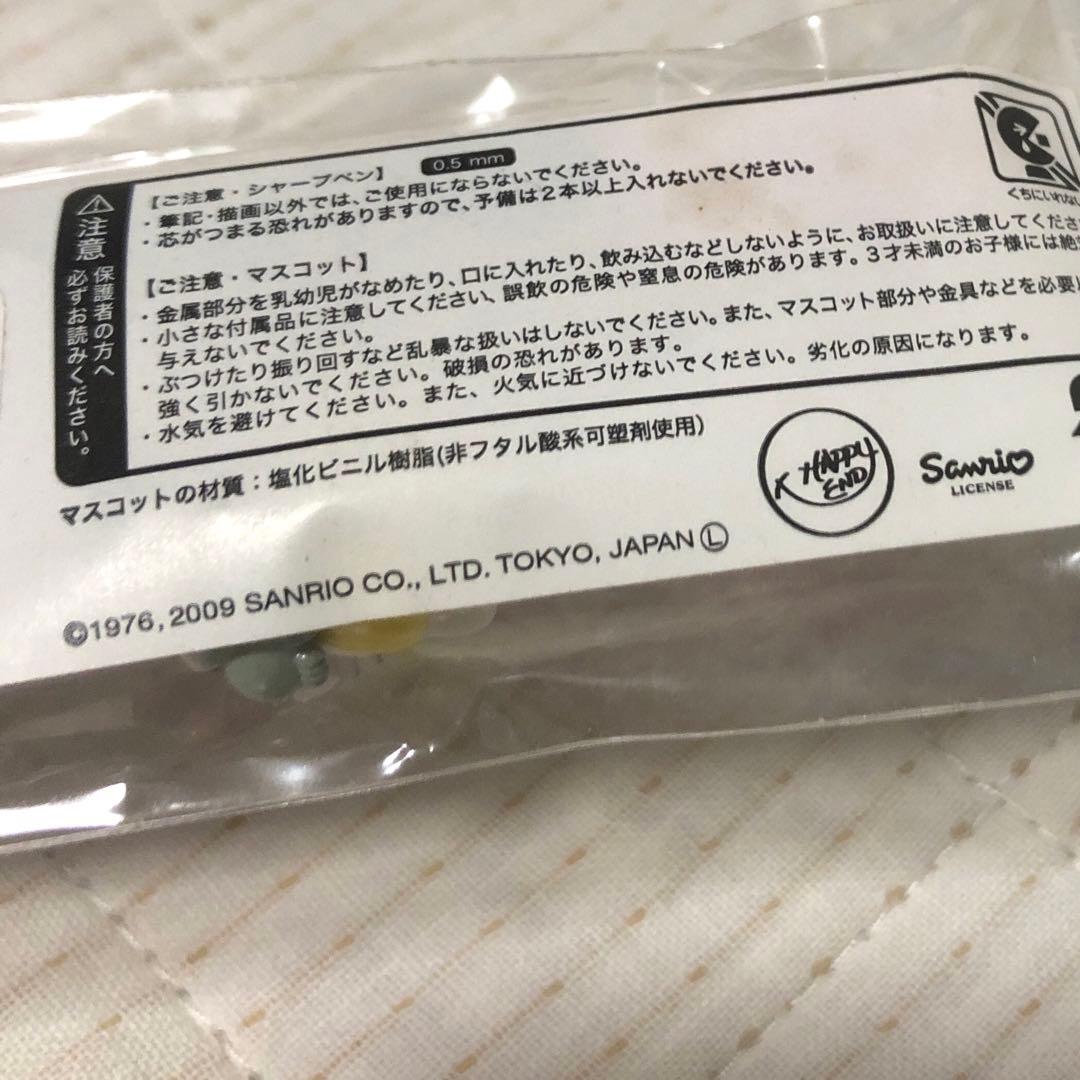 ⚠注意 保護者の方へ
必ずお読みください。
【ご注意・シャープペン】 0.5 mm
・筆記・描画以外では、ご使用にならないでください。
・芯がつまる恐れがありますので、予備は2本以上入れないでください。
【ご注意・マスコット】
・金属部分を乳幼児がなめたり、口に入れたり、飲み込むなどしないように、お取扱いに注意してくださ
・小さな付属品に注意してください、誤飲の危険や窒息の危険があります。3才未満のお子様には絶
与えないでください。
・ぶつけたり振り回すなど乱暴な扱いはしないでください。また、マスコット部分や金具などを必要
強く引かないでください。破損の恐れがあります。
・水気を避けてください。また、火気に近づけないでください。劣化の原因になります。
くちにいれない
マスコットの材質：塩化ビニル樹脂(非フタル酸系可塑剤使用)
HAPPY
END
Sanrio
LICENSE
©1976, 2009 SANRIO CO., LTD. TOKYO, JAPAN Ⓛ